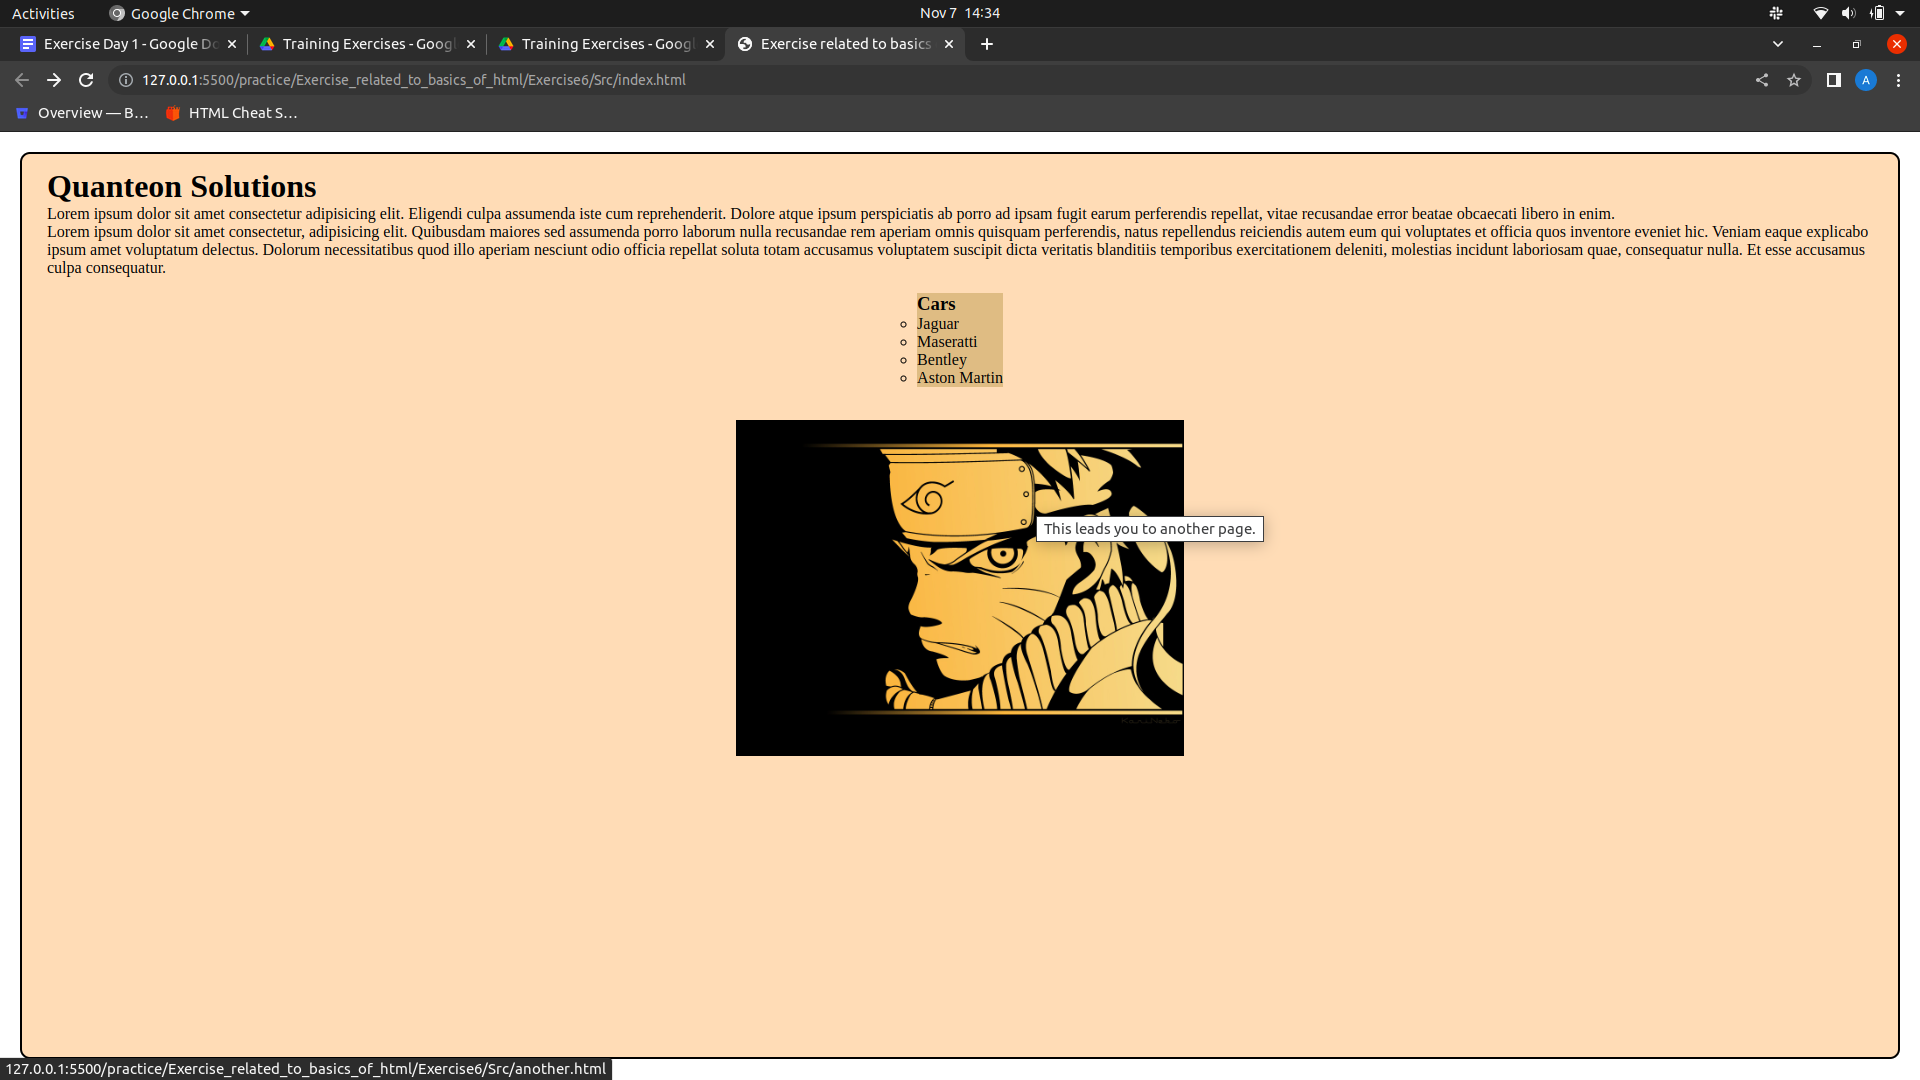 Activities
Google Chrome
Nov 7 14:34
Exercise Day 1 - Google Do
Training Exercises - Googl
Training Exercises - Googl
Exercise related to basics
127.0.0.1:5500/practice/Exercise_related_to_basics_of_html/Exercise6/Src/index.html
A
Overview — B...
HTML Cheat S...
Quanteon Solutions
Lorem ipsum dolor sit amet consectetur adipisicing elit. Eligendi culpa assumenda iste cum reprehenderit. Dolore atque ipsum perspiciatis ab porro ad ipsam fugit earum perferendis repellat, vitae recusandae error beatae obcaecati libero in enim.
Lorem ipsum dolor sit amet consectetur, adipisicing elit. Quibusdam maiores sed assumenda porro laborum nulla recusandae rem aperiam omnis quisquam perferendis, natus repellendus reiciendis autem eum qui voluptates et officia quos inventore eveniet hic. Veniam eaque explicabo
ipsum amet voluptatum delectus. Dolorum necessitatibus quod illo aperiam nesciunt odio officia repellat soluta totam accusamus voluptatem suscipit dicta veritatis blanditiis temporibus exercitationem deleniti, molestias incidunt laboriosam quae, consequatur nulla. Et esse accusamus
culpa consequatur.
Cars
Jaguar
Maseratti
Bentley
Aston Martin
This leads you to another page.
127.0.0.1:5500/practice/Exercise_related_to_basics_of_html/Exercise6/Src/another.html